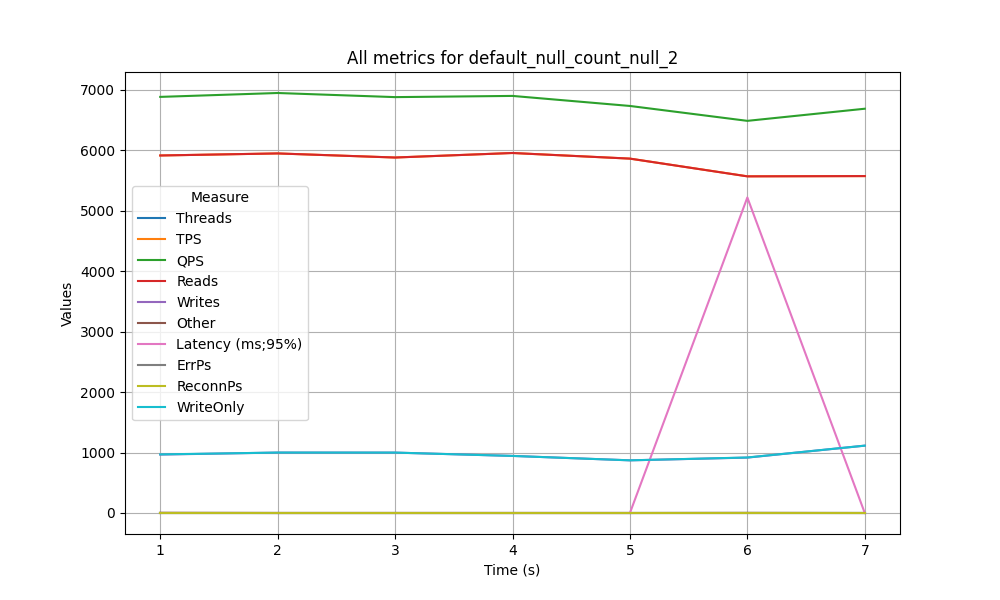 All metrics for default_null_count_null_2
Values
7000
6000
5000
4000
3000
2000
1000
0
Measure
Threads
TPS
QPS
Reads
Writes
Other
Latency (ms;95%)
ErrPs
ReconnPs
WriteOnly
1 2 3 4 5 6 7
Time (s)